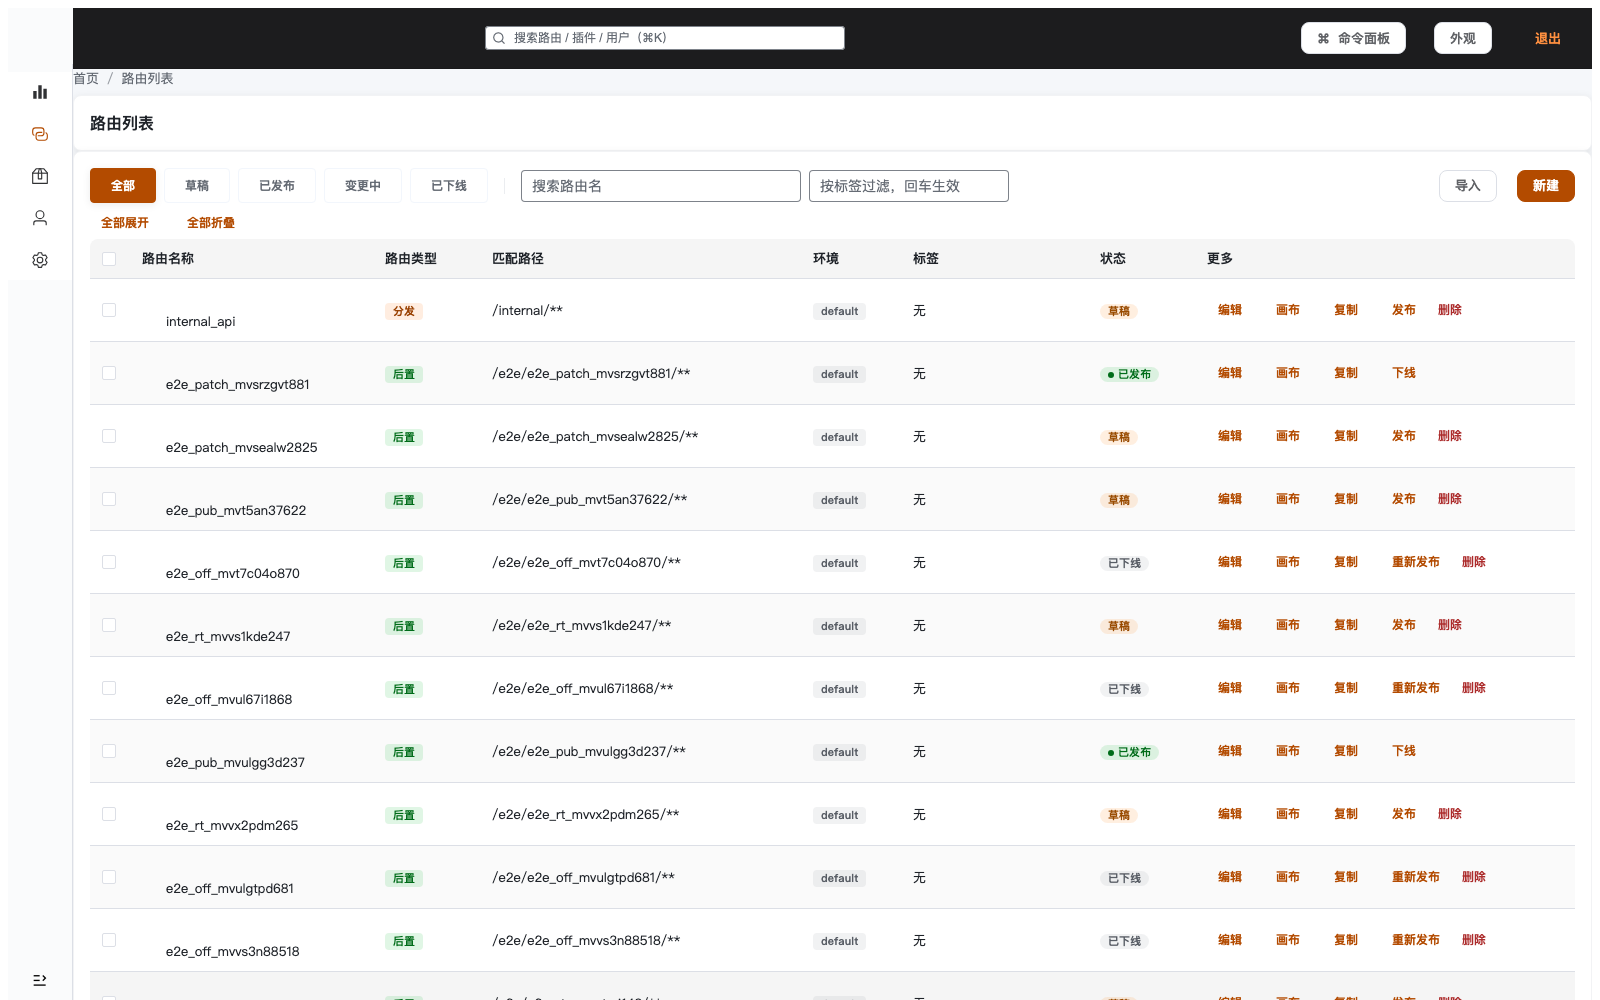 搜索路由 / 插件 / 用户（⌘K） ⌘ 命令面板 外观 退出
首页 / 路由列表
路由列表
全部 草稿 已发布 变更中 已下线 搜索路由名 按标签过滤，回车生效 导入 新建
全部展开 全部折叠
路由名称 路由类型 匹配路径 环境 标签 状态 更多
internal_api 分发 /internal/** default 无 草稿 编辑 画布 复制 发布 删除
e2e_patch_mvsrzgvt881 后置 /e2e/e2e_patch_mvsrzgvt881/** default 无 已发布 编辑 画布 复制 下线
e2e_patch_mvsealw2825 后置 /e2e/e2e_patch_mvsealw2825/** default 无 草稿 编辑 画布 复制 发布 删除
e2e_pub_mvt5an37622 后置 /e2e/e2e_pub_mvt5an37622/** default 无 草稿 编辑 画布 复制 发布 删除
e2e_off_mvt7c04o870 后置 /e2e/e2e_off_mvt7c04o870/** default 无 已下线 编辑 画布 复制 重新发布 删除
e2e_rt_mvvs1kde247 后置 /e2e/e2e_rt_mvvs1kde247/** default 无 草稿 编辑 画布 复制 发布 删除
e2e_off_mvul67i1868 后置 /e2e/e2e_off_mvul67i1868/** default 无 已下线 编辑 画布 复制 重新发布 删除
e2e_pub_mvulgg3d237 后置 /e2e/e2e_pub_mvulgg3d237/** default 无 已发布 编辑 画布 复制 下线
e2e_rt_mvvx2pdm265 后置 /e2e/e2e_rt_mvvx2pdm265/** default 无 草稿 编辑 画布 复制 发布 删除
e2e_off_mvulgtpd681 后置 /e2e/e2e_off_mvulgtpd681/** default 无 已下线 编辑 画布 复制 重新发布 删除
e2e_off_mvvs3n88518 后置 /e2e/e2e_off_mvvs3n88518/** default 无 已下线 编辑 画布 复制 重新发布 删除